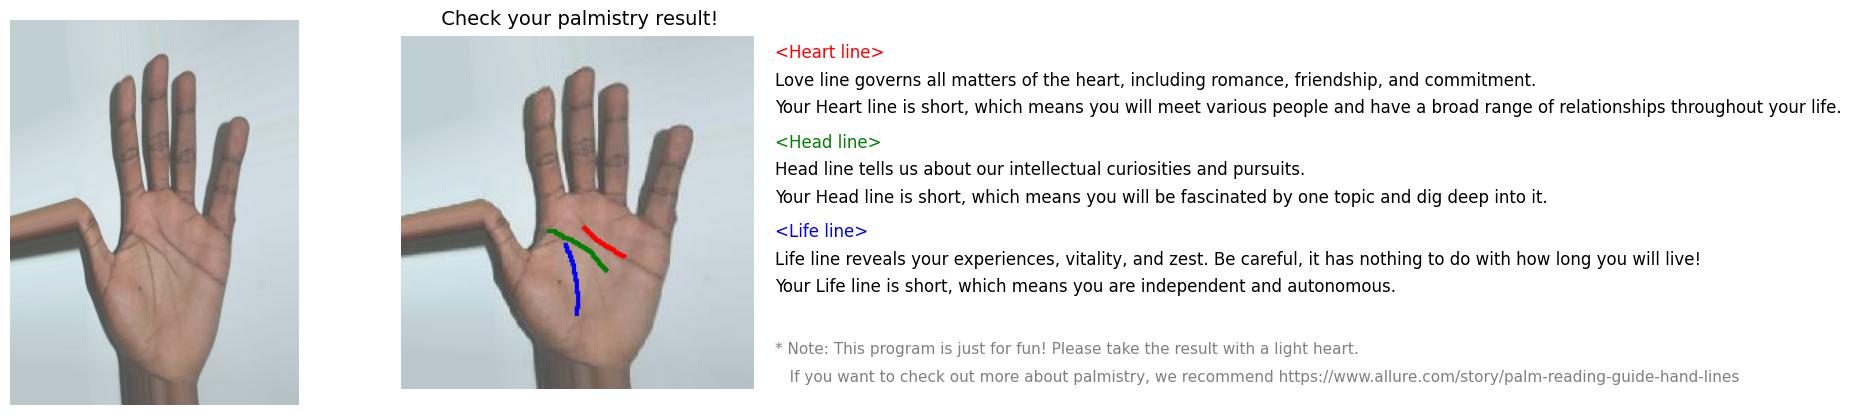 Check your palmistry result!
<Heart line>
Love line governs all matters of the heart, including romance, friendship, and commitment.
Your Heart line is short, which means you will meet various people and have a broad range of relationships throughout your life.
<Head line>
Head line tells us about our intellectual curiosities and pursuits.
Your Head line is short, which means you will be fascinated by one topic and dig deep into it.
<Life line>
Life line reveals your experiences, vitality, and zest. Be careful, it has nothing to do with how long you will live!
Your Life line is short, which means you are independent and autonomous.
* Note: This program is just for fun! Please take the result with a light heart.
If you want to check out more about palmistry, we recommend https://www.allure.com/story/palm-reading-guide-hand-lines